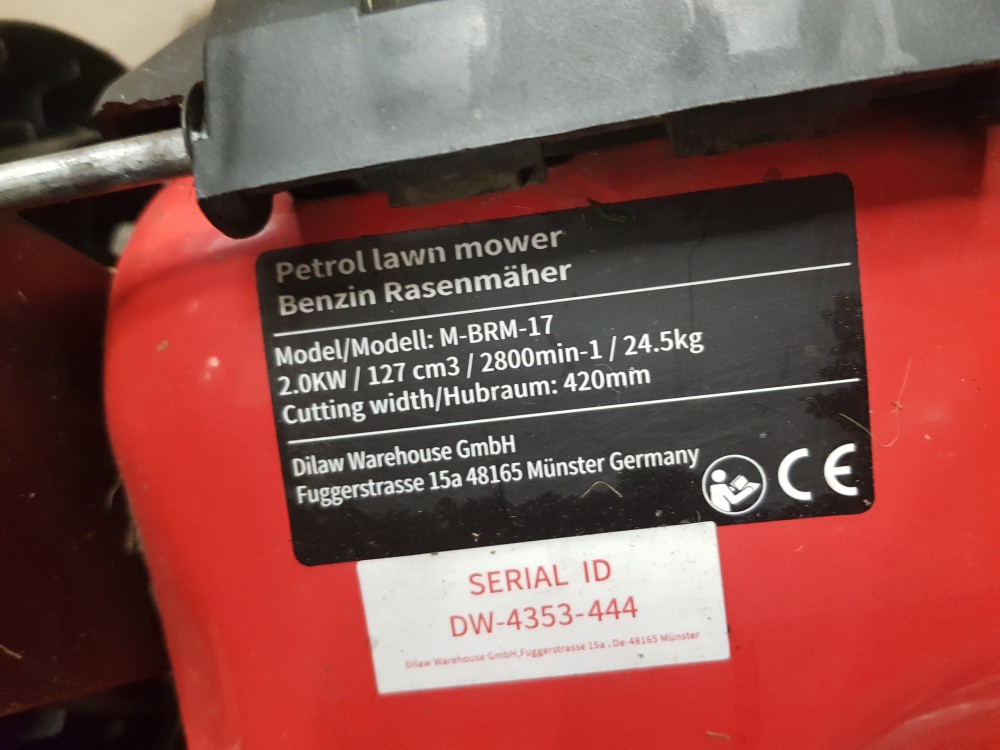 Petrol lawn mower
Benzin Rasenmäher
Model/Modell: M-BRM-17
2.0KW / 127 cm3 / 2800min-1 / 24.5kg
Cutting width/Hubraum: 420mm
Dilaw Warehouse GmbH
Fuggerstrasse 15a 48165 Münster Germany
CE
SERIAL ID
DW-4353-444
Dilaw Warehouse GmbH,Fuggerstrasse 15a , De-48165 Münster